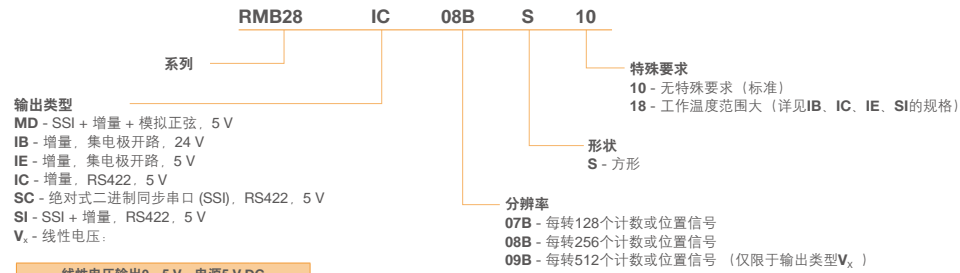 RMB28 IC 08B S 10
系列
特殊要求
10 - 无特殊要求（标准）
18 - 工作温度范围大（详见IB、IC、IE、SI的规格）
输出类型
MD - SSI + 增量 + 模拟正弦，5 V
IB - 增量，集电极开路，24 V
IE - 增量，集电极开路，5 V
IC - 增量，RS422，5 V
SC - 绝对式二进制同步串口 (SSI)，RS422，5 V
SI - SSI + 增量，RS422，5 V
Vx - 线性电压：
形状
S - 方形
分辨率
07B - 每转128个计数或位置信号
08B - 每转256个计数或位置信号
09B - 每转512个计数或位置信号 （仅限于输出类型Vx ）